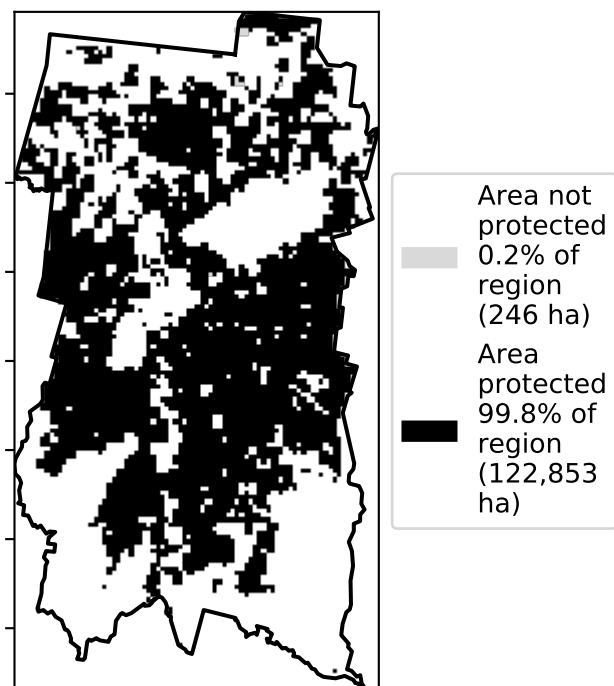 Area not
protected
0.2% of
region
(246 ha)
Area
protected
99.8% of
region
(122,853
ha)